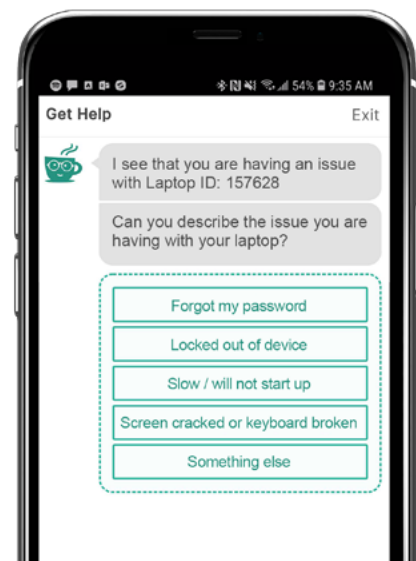 54% 9:35 AM
Get Help Exit
I see that you are having an issue
with Laptop ID: 157628
Can you describe the issue you are
having with your laptop?
Forgot my password
Locked out of device
Slow / will not start up
Screen cracked or keyboard broken
Something else